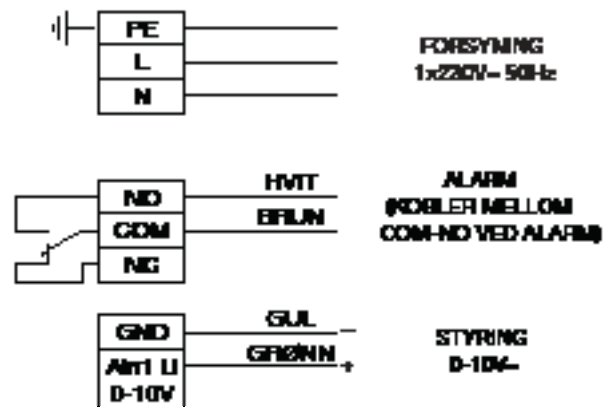 PE
L
N
FORSYNING
1x230V~ 50Hz
NO
COM
NC
HVIT
BRUN
ALARM
(KOBLER MELLOM
COM-NO VED ALARM)
GND
Ain1 U
0-10V
GUL
–
GRØNN
+
STYRING
0-10V–